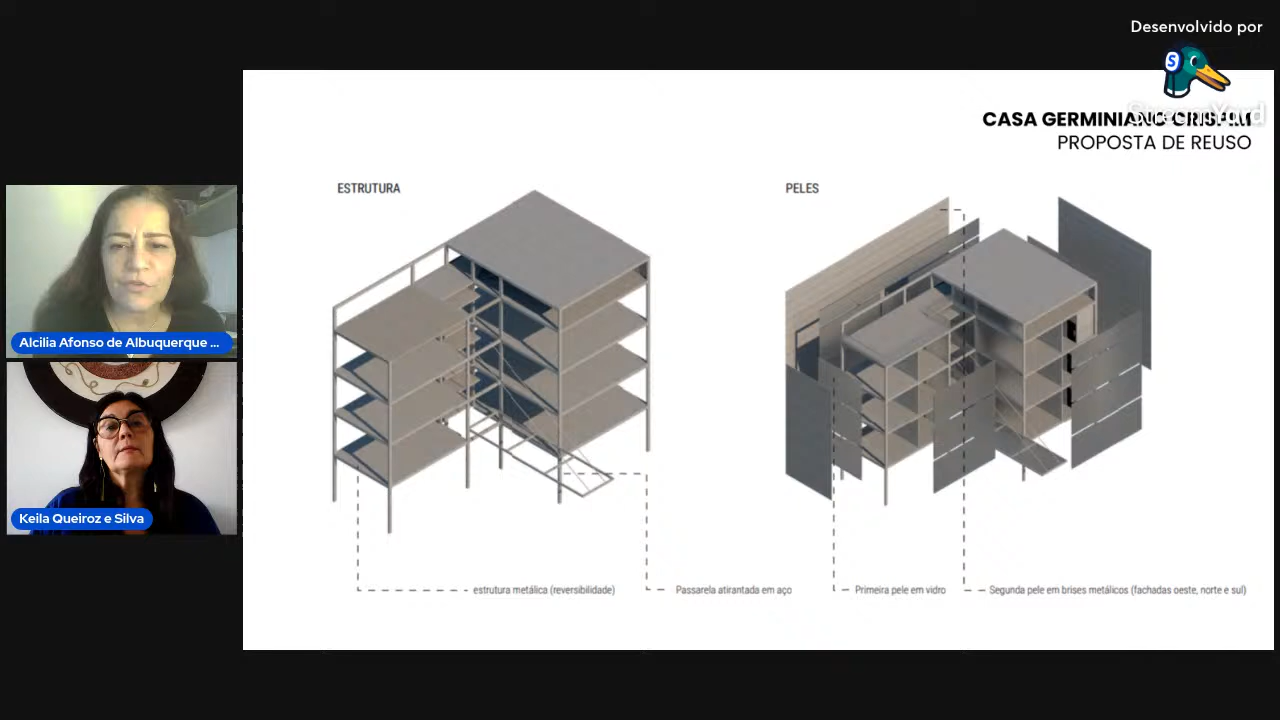 Desenvolvido por
StreamYard
CASA GERMINIANO CRISPIM
PROPOSTA DE REUSO
ESTRUTURA
PELES
Alcilia Afonso de Albuquerque ...
Keila Queiroz e Silva
estrutura metálica (reversibilidade)
Passarela atirantada em aço
Primeira pele em vidro
Segunda pele em brises metálicos (fachadas oeste, norte e sul)